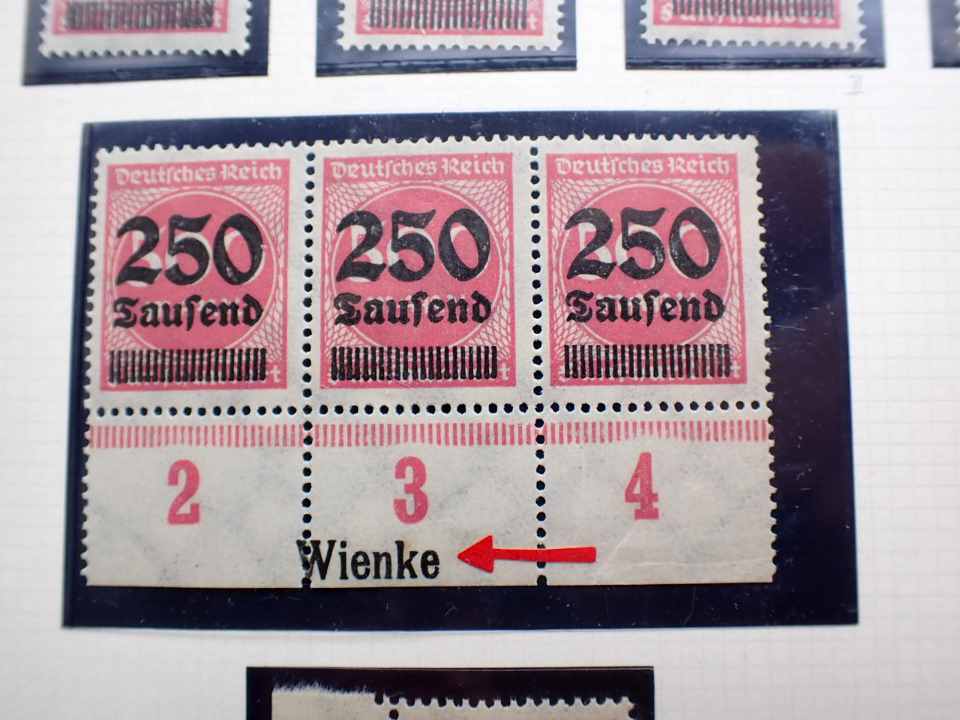 Deutsches Reich Deutsches Reich Deutsches Reich
250 250 250
Tausend Tausend Tausend
2 3 4
Wienke